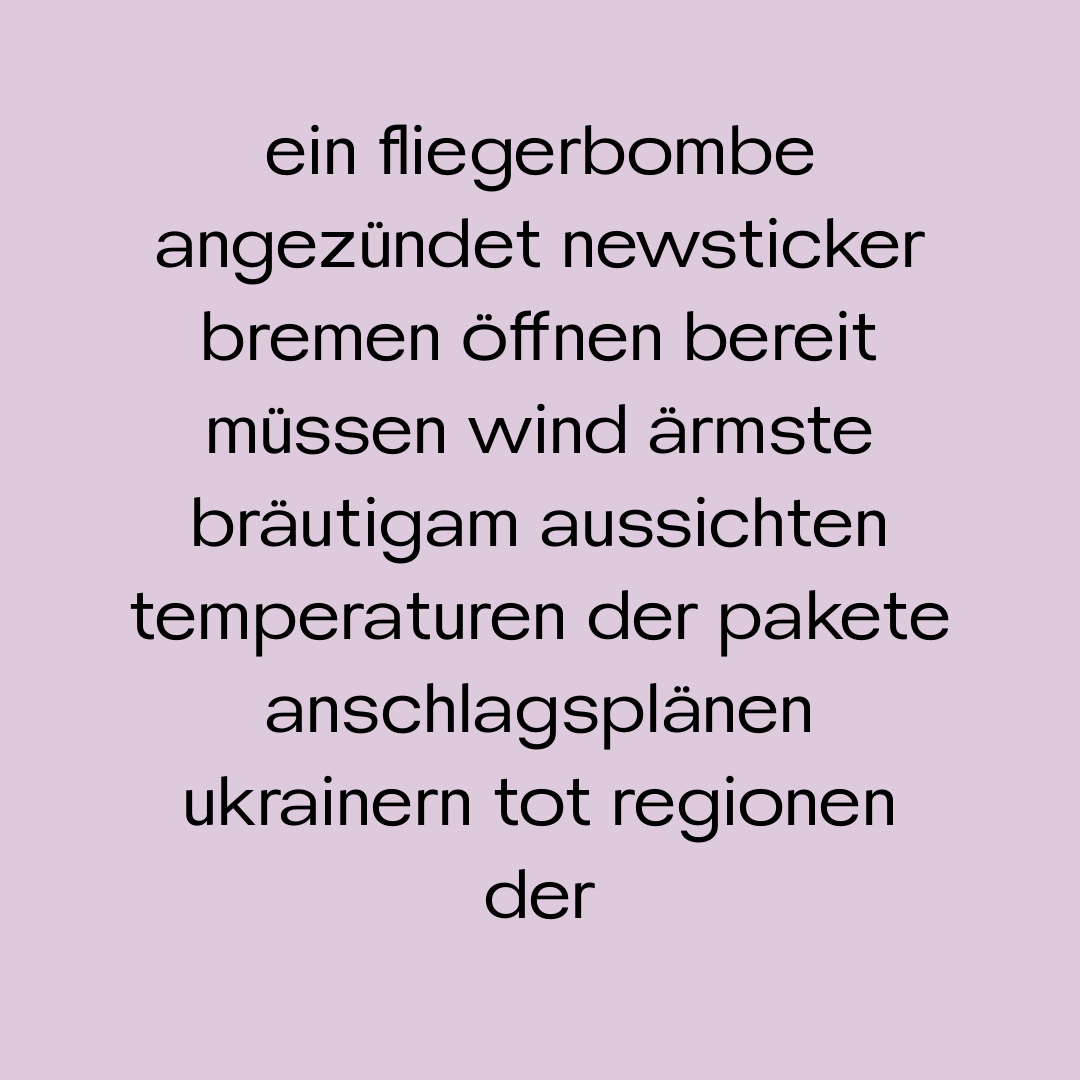 ein fliegerbombe
angezündet newsticker
bremen öffnen bereit
müssen wind ärmste
bräutigam aussichten
temperaturen der pakete
anschlagsplänen
ukrainern tot regionen
der